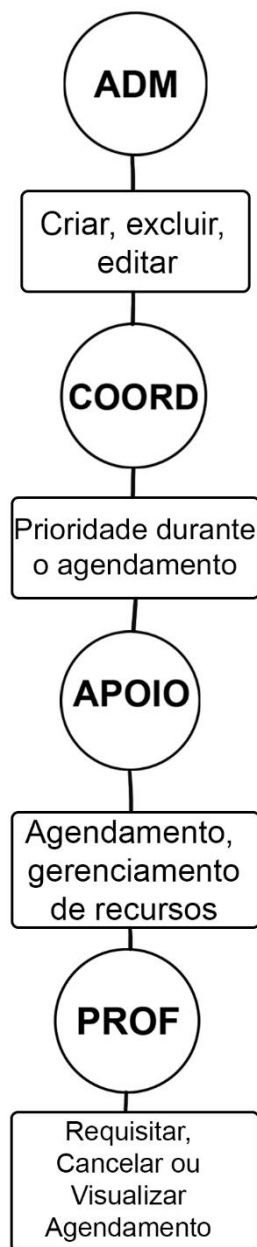 ADM
Criar, excluir,
editar
COORD
Prioridade durante
o agendamento
APOIO
Agendamento,
gerenciamento
de recursos
PROF
Requisitar,
Cancelar ou
Visualizar
Agendamento